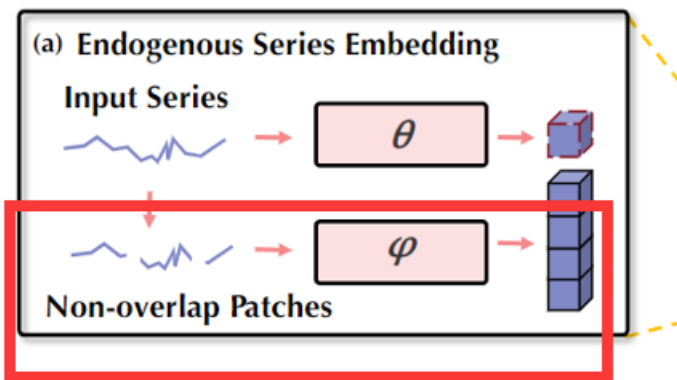 (a) Endogenous Series Embedding
Input Series
θ
φ
Non-overlap Patches